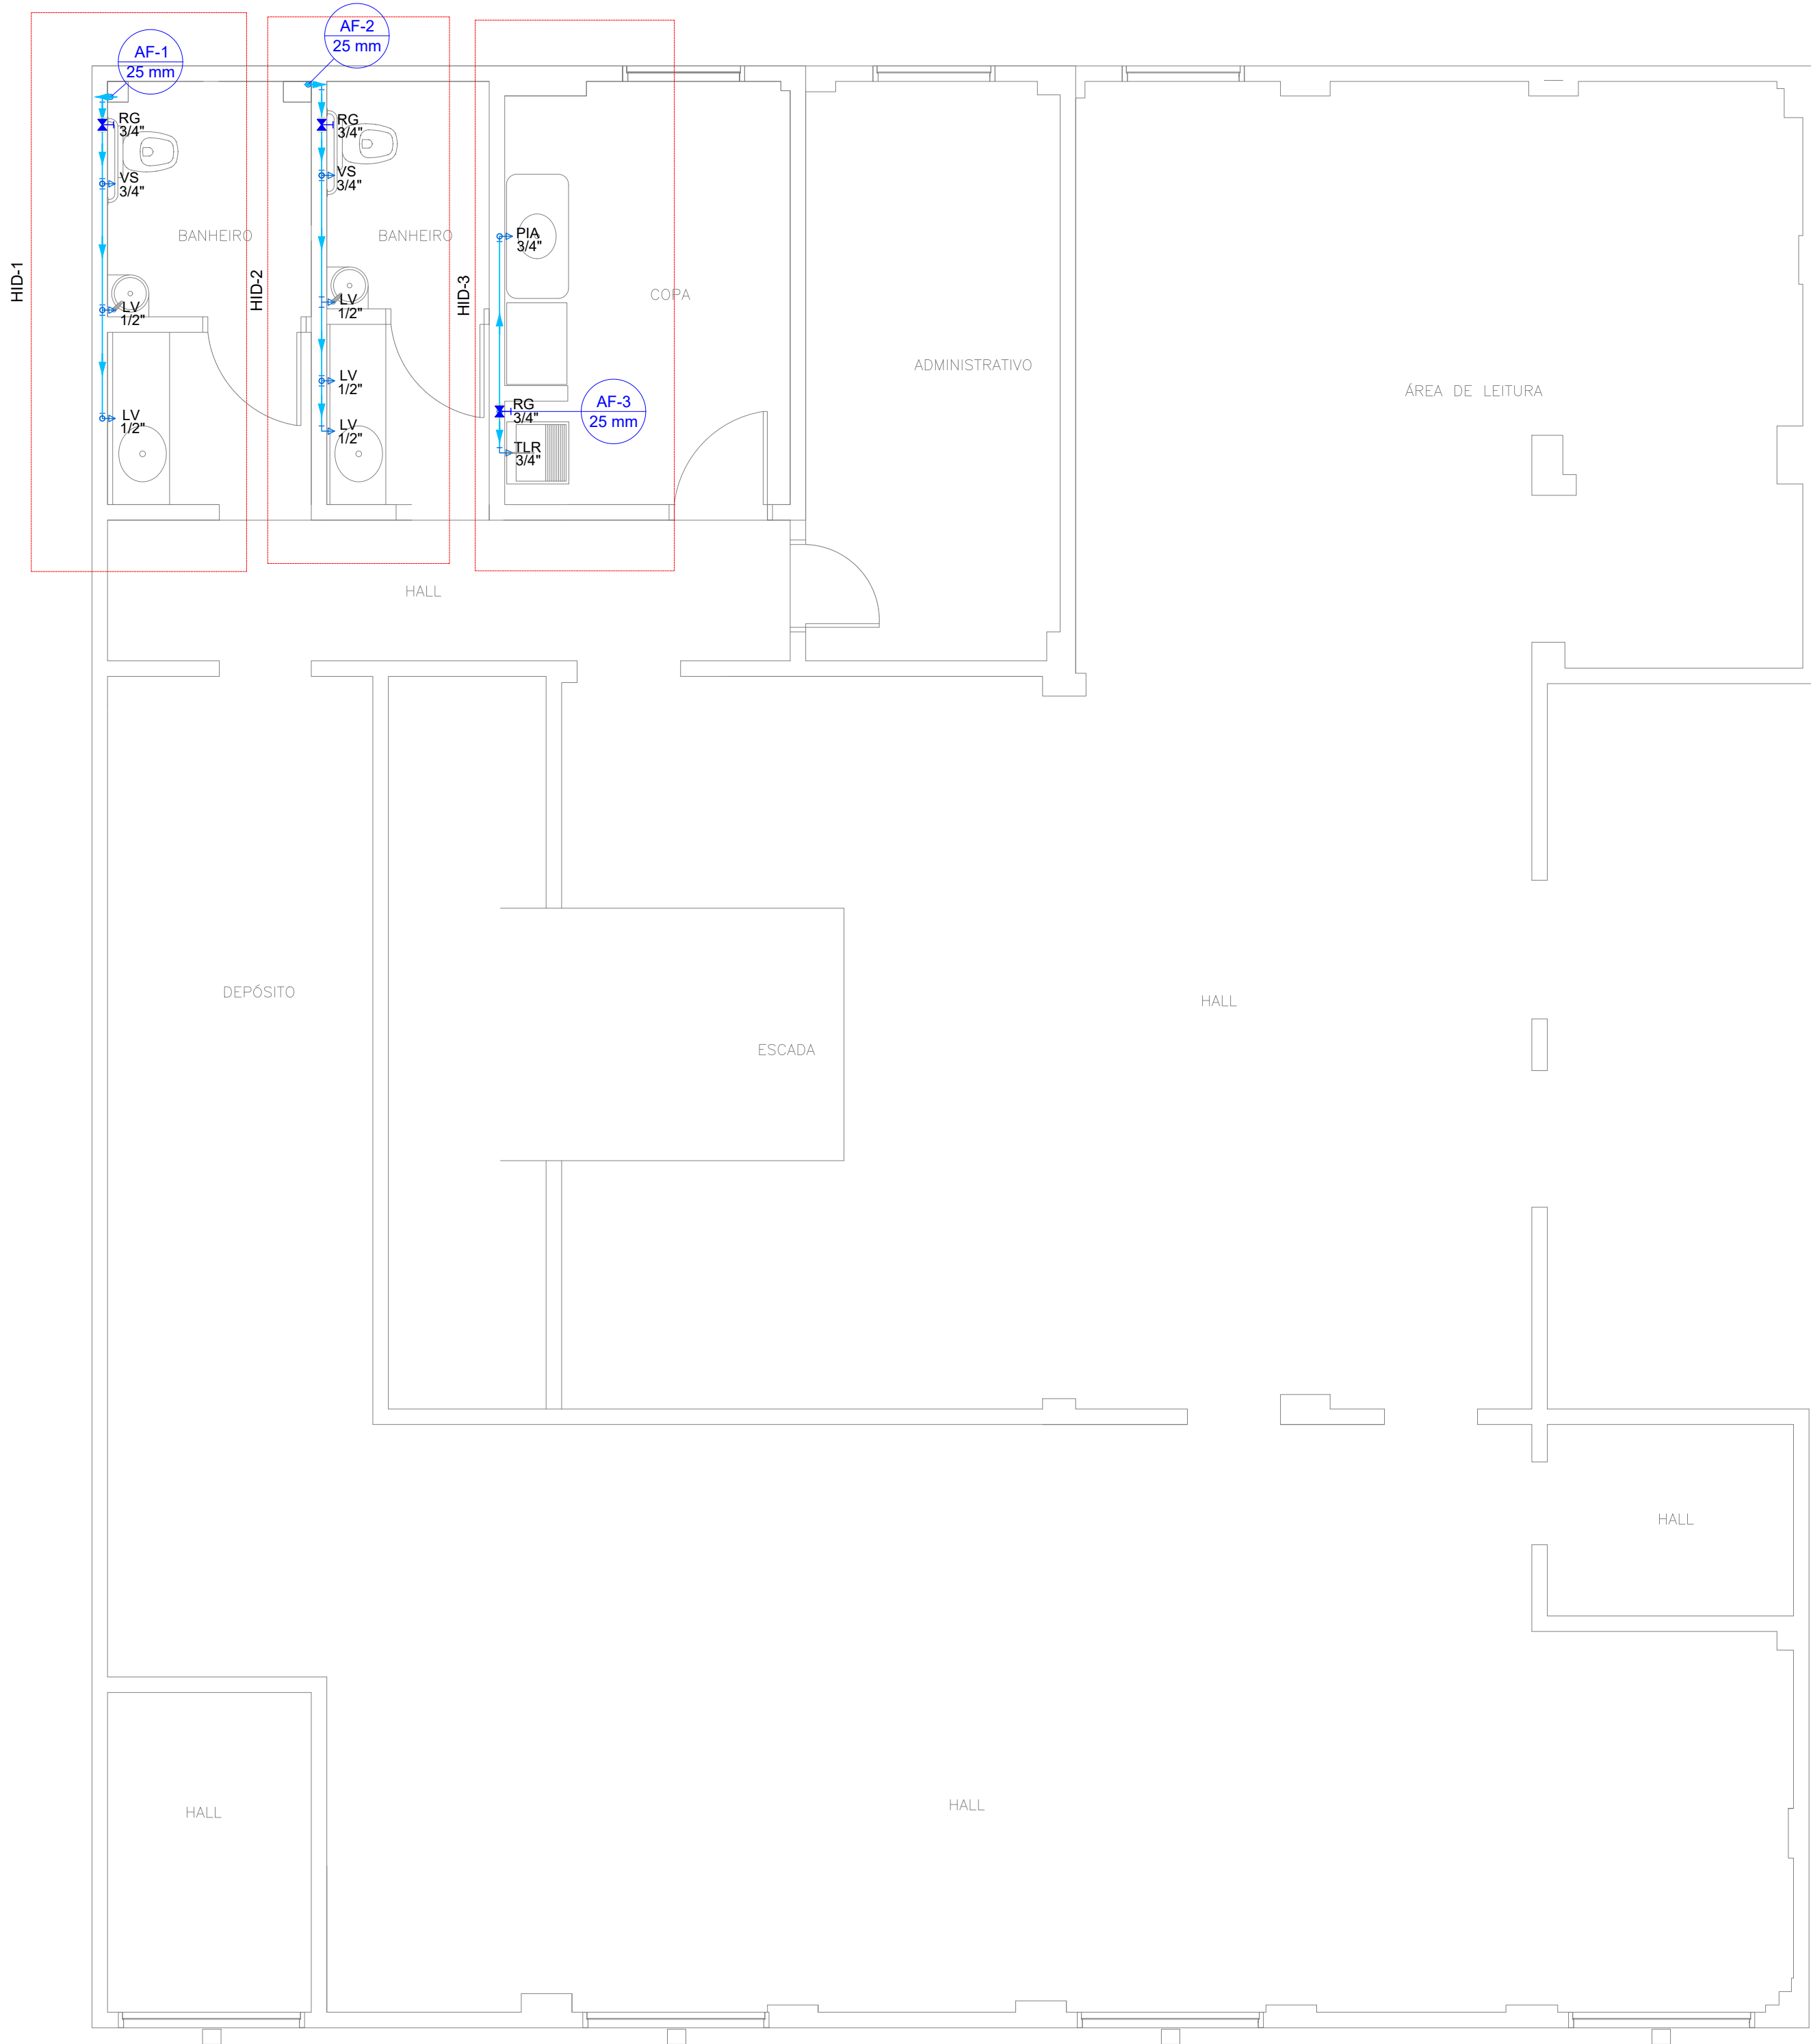 AF-1
25 mm
AF-2
25 mm
RG
3/4"
RG
3/4"
VS
3/4"
VS
3/4"
BANHEIRO
BANHEIRO
PIA
3/4"
HID-1
HID-2
HID-3
COPA
LV
1/2"
LV
1/2"
ADMINISTRATIVO
ÁREA DE LEITURA
LV
1/2"
LV
1/2"
LV
1/2"
RG
3/4"
AF-3
25 mm
TLR
3/4"
HALL
DEPÓSITO
HALL
ESCADA
HALL
HALL
HALL